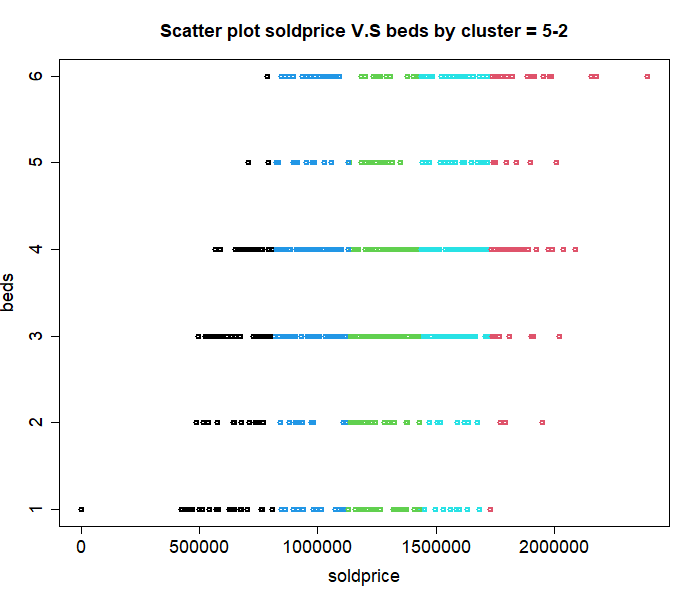 Scatter plot soldprice V.S beds by cluster = 5-2
6
5
4
3
2
1
beds
0 500000 1000000 1500000 2000000
soldprice